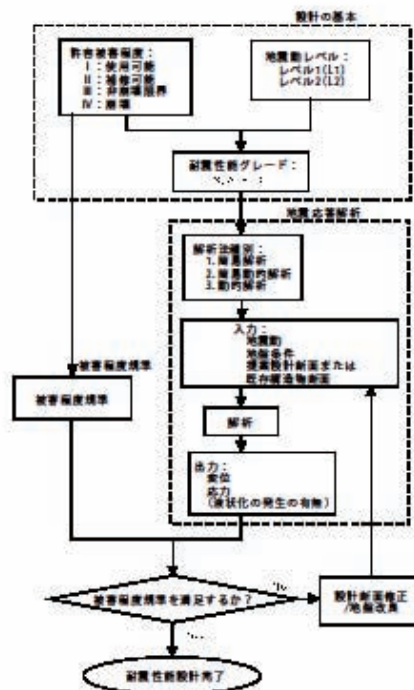 設計の基本
許容被害程度：
Ⅰ：使用可能
Ⅱ：補修可能
Ⅲ：非崩壊限界
Ⅳ：崩壊
地震動レベル：
レベル1(L1)
レベル2(L2)
耐震性能グレード：
地震応答解析
解析法種別：
1.簡易解析
2.簡易動的解析
3.動的解析
入力：
地震動
地盤条件
提案設計断面または
既存構造物断面
被害程度規準
被害程度規準
解析
出力：
変位
応力
(液状化の発生の有無)
被害程度規準を満足するか？
設計断面修正
/地盤改良
耐震性能設計完了